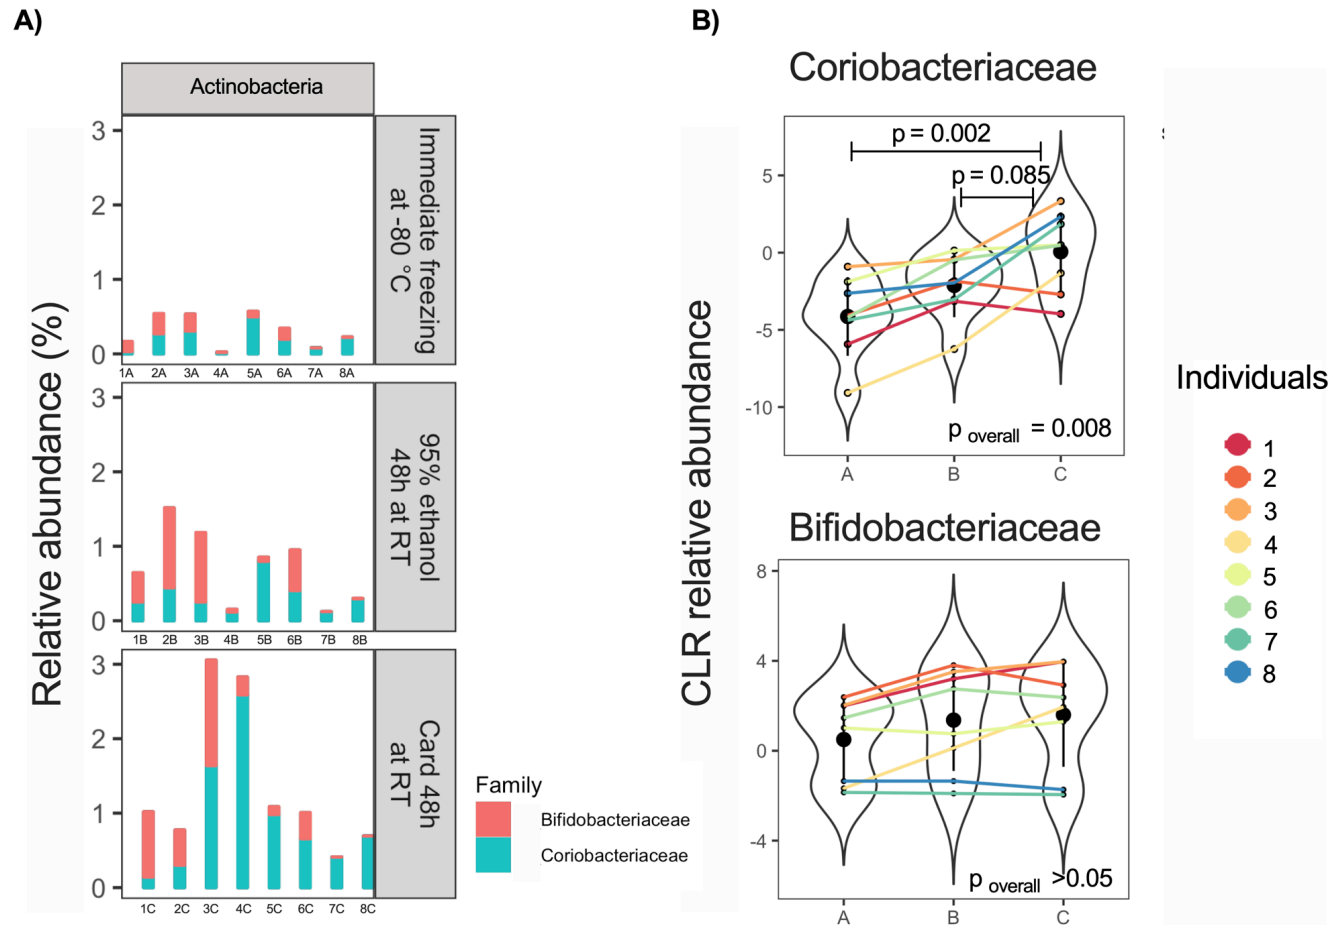 A)
Actinobacteria
Relative abundance (%)
3
2
1
0
1A 2A 3A 4A 5A 6A 7A 8A
Immediate freezing
at -80 °C
3
2
1
0
1B 2B 3B 4B 5B 6B 7B 8B
95% ethanol
48h at RT
3
2
1
0
1C 2C 3C 4C 5C 6C 7C 8C
Card 48h
at RT
Family
Bifidobacteriaceae
Coriobacteriaceae
B)
Coriobacteriaceae
CLR relative abundance
5
0
-5
-10
p = 0.002
p = 0.085
p overall = 0.008
A B C
Bifidobacteriaceae
8
4
0
-4
p overall >0.05
A B C
Individuals
1
2
3
4
5
6
7
8